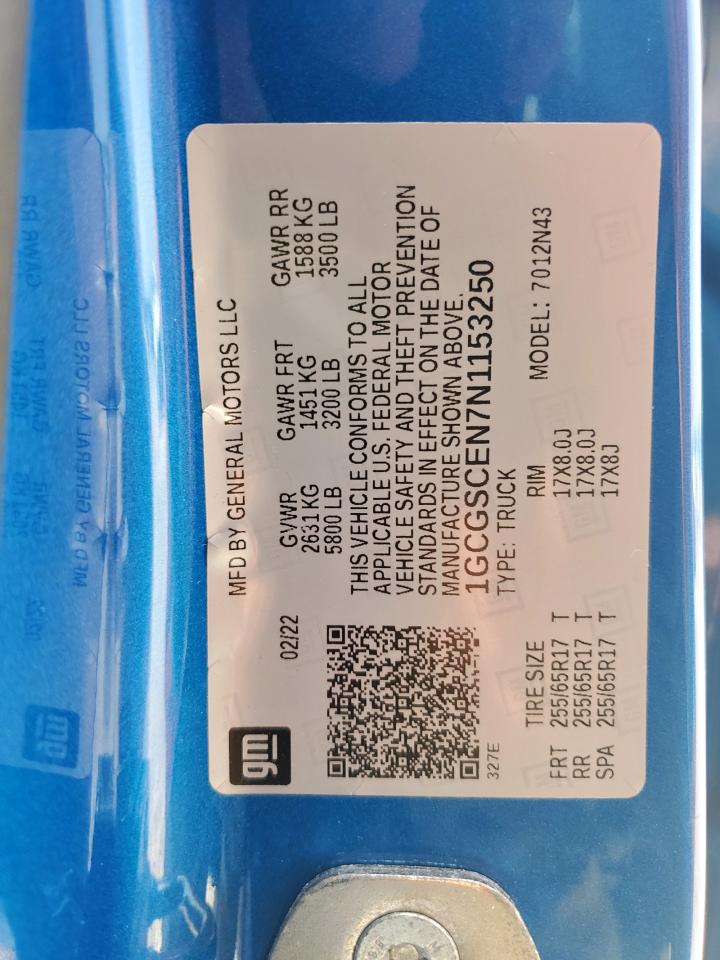 gm
MFD BY GENERAL MOTORS LLC
02/22 GVWR GAWR FRT GAWR RR
2631 KG 1451 KG 1588 KG
5800 LB 3200 LB 3500 LB
THIS VEHICLE CONFORMS TO ALL
APPLICABLE U.S. FEDERAL MOTOR
VEHICLE SAFETY AND THEFT PREVENTION
STANDARDS IN EFFECT ON THE DATE OF
MANUFACTURE SHOWN ABOVE.
1GCGSCEN7N1153250
327E TYPE: TRUCK
TIRE SIZE RIM MODEL: 7012N43
FRT 255/65R17 T 17X8.0J
RR 255/65R17 T 17X8.0J
SPA 255/65R17 T 17X8J